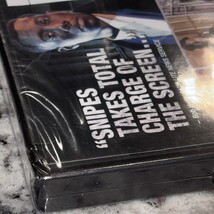 "SNIPES
TAKES TOTAL
CHARGE OF
THE SCREEN...